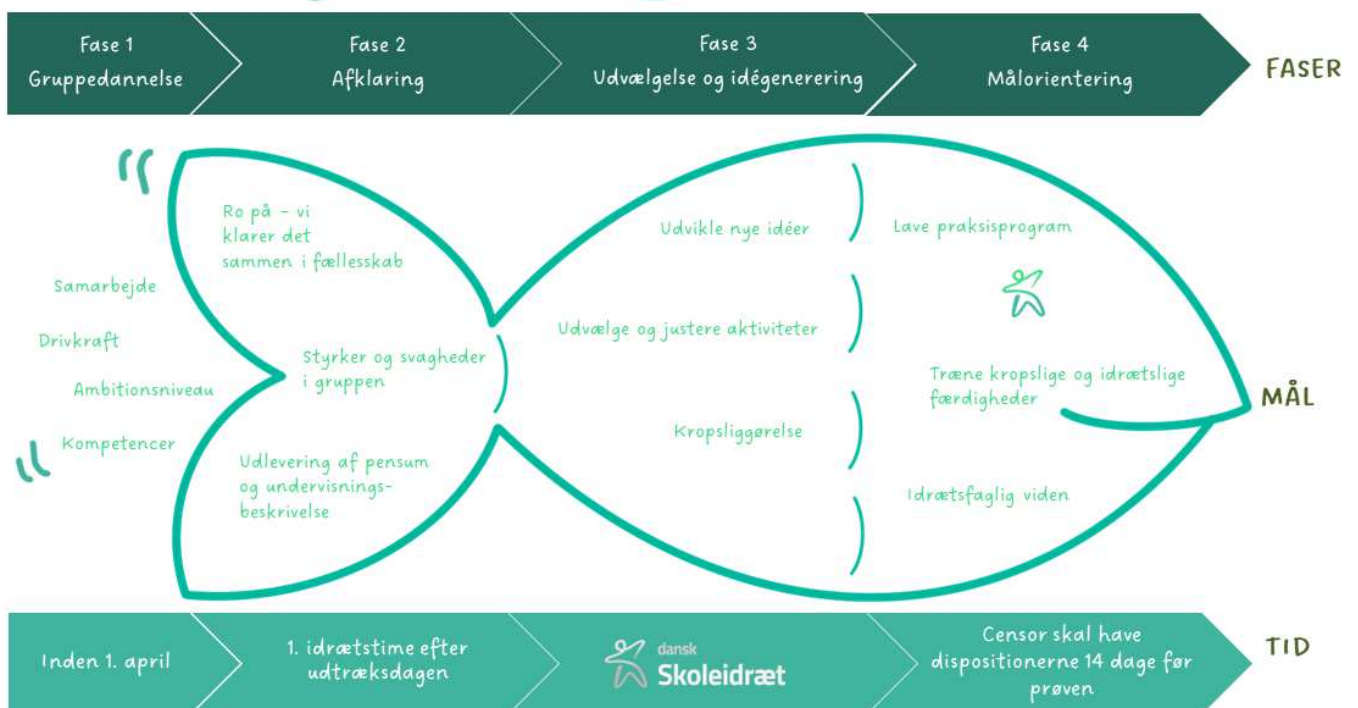 Fase 1
Gruppedannelse
Fase 2
Afklaring
Fase 3
Udvælgelse og idégenerering
Fase 4
Målorientering
FASER
Samarbejde
Drivkraft
Ambitionsniveau
Kompetencer
Ro på - vi
klarer det
sammen i fællesskab
Styrker og svagheder
i gruppen
Udlevering af pensum
og undervisnings-
beskrivelse
Udvikle nye idéer
Udvælge og justere aktiviteter
Kropsliggørelse
Lave praksisprogram
Træne kropslige og idrætslige
færdigheder
Idrætsfaglig viden
MÅL
Inden 1. april
1. idrætstime efter
udtræksdagen
dansk
Skoleidræt
Censor skal have
dispositionerne 14 dage før
prøven
TID